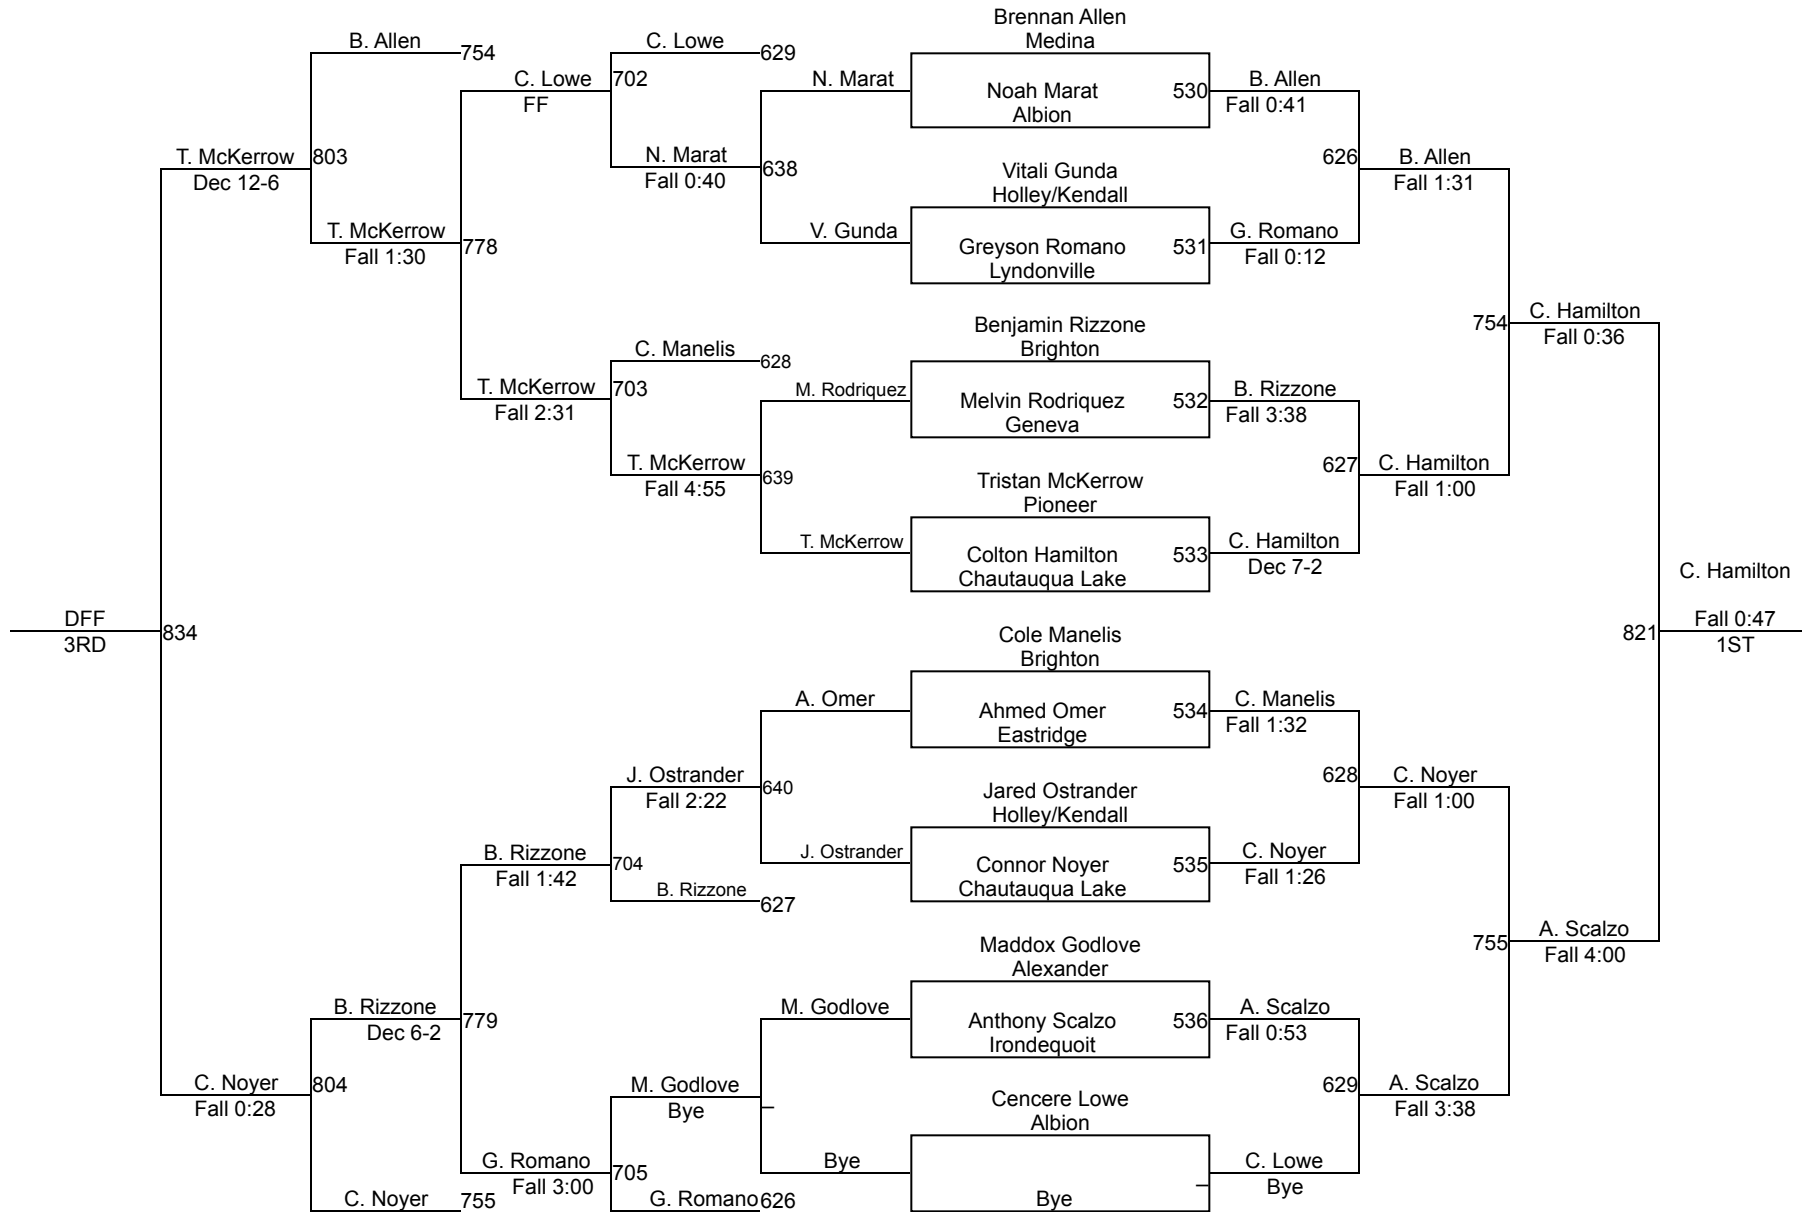 Brennan Allen
B. Allen
754
C. Lowe
629
Medina
C. Lowe
FF
702
N. Marat
Noah Marat
Albion
530
B. Allen
Fall 0:41
T. McKerrow
Dec 12-6
803
N. Marat
Fall 0:40
638
Vitali Gunda
Holley/Kendall
626
B. Allen
Fall 1:31
T. McKerrow
Fall 1:30
778
V. Gunda
Greyson Romano
Lyndonville
531
G. Romano
Fall 0:12
Benjamin Rizzone
Brighton
754
C. Hamilton
Fall 0:36
C. Manelis
628
T. McKerrow
Fall 2:31
703
M. Rodriquez
Melvin Rodriquez
Geneva
532
B. Rizzone
Fall 3:38
T. McKerrow
Fall 4:55
639
Tristan McKerrow
Pioneer
627
C. Hamilton
Fall 1:00
T. McKerrow
Colton Hamilton
Chautauqua Lake
533
C. Hamilton
Dec 7-2
C. Hamilton
DFF
3RD
834
Cole Manelis
Brighton
821
Fall 0:47
1ST
A. Omer
Ahmed Omer
Eastridge
534
C. Manelis
Fall 1:32
J. Ostrander
Fall 2:22
640
Jared Ostrander
Holley/Kendall
628
C. Noyer
Fall 1:00
B. Rizzone
Fall 1:42
704
J. Ostrander
Connor Noyer
Chautauqua Lake
535
C. Noyer
Fall 1:26
B. Rizzone
627
Maddox Godlove
Alexander
755
A. Scalzo
Fall 4:00
B. Rizzone
Dec 6-2
779
M. Godlove
Anthony Scalzo
Irondequoit
536
A. Scalzo
Fall 0:53
C. Noyer
Fall 0:28
804
M. Godlove
Bye
–
Cencere Lowe
Albion
629
A. Scalzo
Fall 3:38
G. Romano
Fall 3:00
705
Bye
Bye
–
C. Lowe
Bye
C. Noyer
755
G. Romano
626